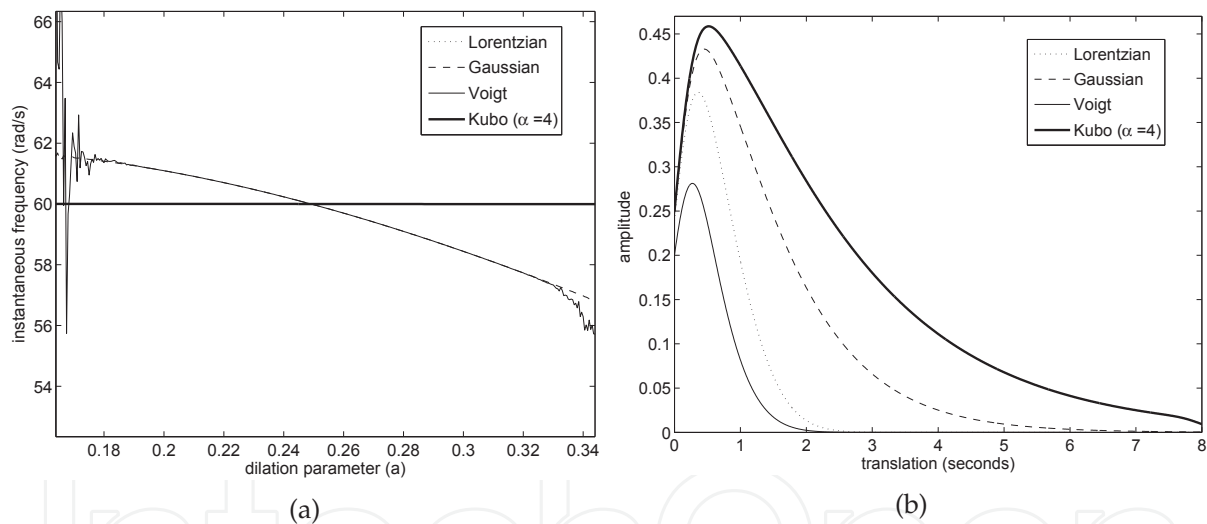 66
64
62
60
58
56
54
0.18
0.2
0.22
0.24
0.26
0.28
0.3
0.32
0.34
instantaneous frequency (rad/s)
dilation parameter (a)
Lorentzian
Gaussian
Voigt
Kubo (α =4)
(a)
0.45
0.4
0.35
0.3
0.25
0.2
0.15
0.1
0.05
0
0
1
2
3
4
5
6
7
8
amplitude
translation (seconds)
Lorentzian
Gaussian
Voigt
Kubo (α =4)
(b)